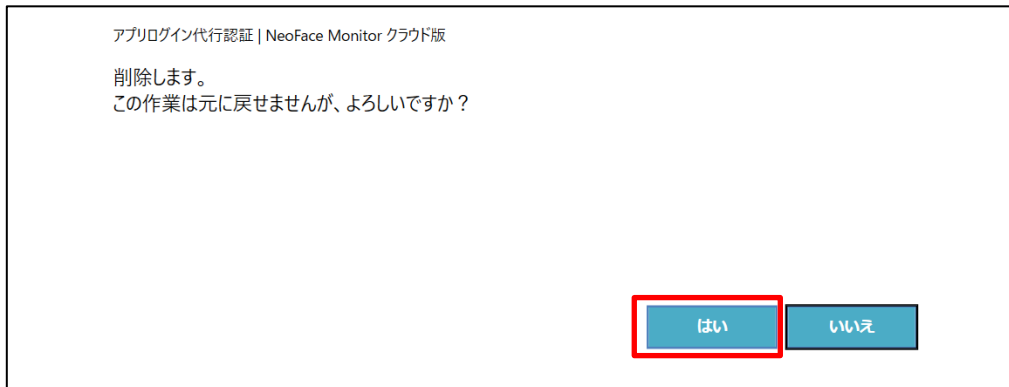 アプリログイン代行認証 | NeoFace Monitor クラウド版
削除します。
この作業は元に戻せませんが、よろしいですか？
はい
いいえ